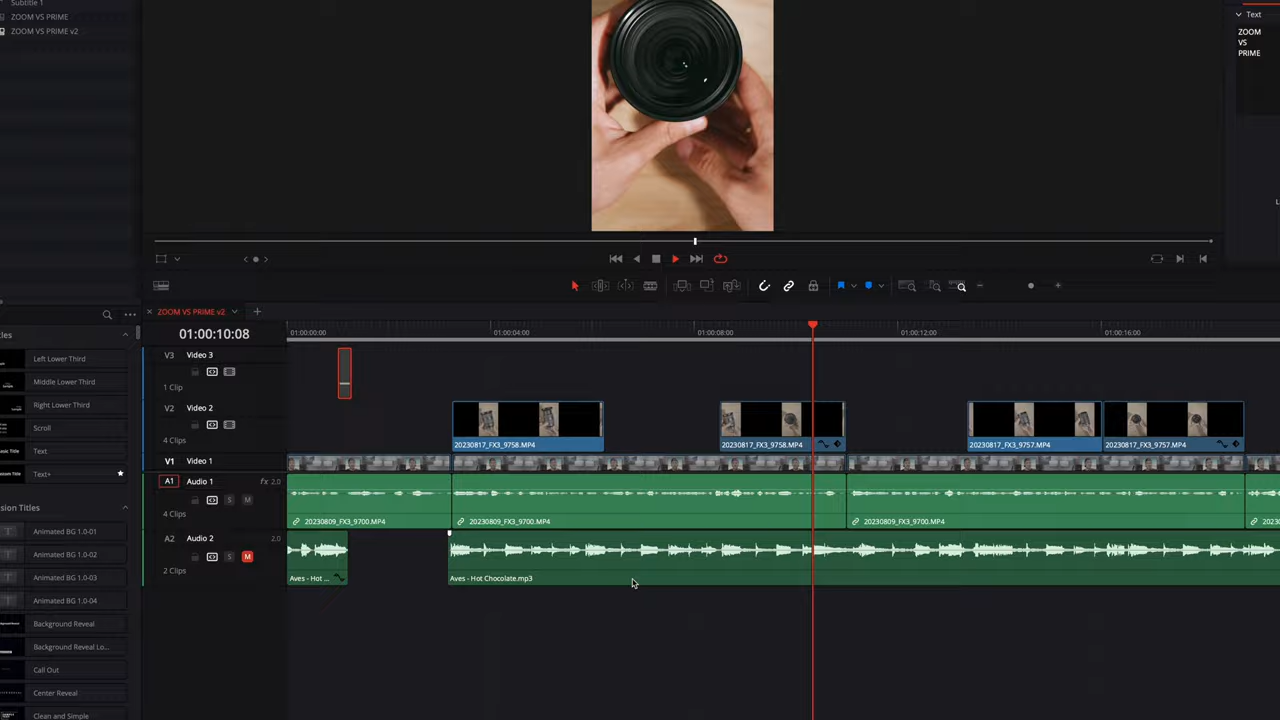 Subtitle 1
ZOOM VS PRIME
ZOOM VS PRIME v2
Text
ZOOM
VS
PRIME
ZOOM VS PRIME v2
01:00:10:08
01:00:00:00
01:00:04:00
01:00:08:00
01:00:12:00
01:00:16:00
Left Lower Third
Middle Lower Third
Right Lower Third
Scroll
Text
Text+
Animated BG 1.0-01
Animated BG 1.0-02
Animated BG 1.0-03
Animated BG 1.0-04
Background Reveal
Background Reveal Lo...
Call Out
Center Reveal
Clean and Simple
V3 Video 3
1 Clip
V2 Video 2
4 Clips
20230817_FX3_9758.MP4
20230817_FX3_9758.MP4
20230817_FX3_9757.MP4
20230817_FX3_9757.MP4
V1 Video 1
A1 Audio 1 fx 2.0
S M
4 Clips
20230809_FX3_9700.MP4
20230809_FX3_9700.MP4
20230809_FX3_9700.MP4
A2 Audio 2 2.0
S M
2 Clips
Aves - Hot ...
Aves - Hot Chocolate.mp3